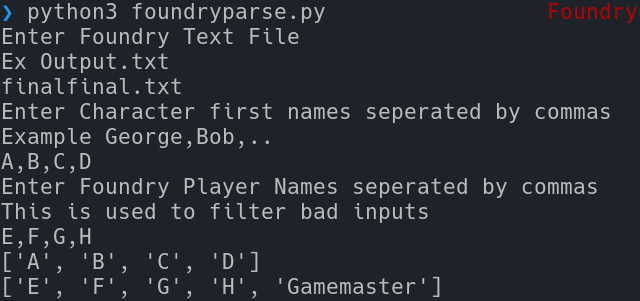 ❯ python3 foundryparse.py Foundry
Enter Foundry Text File
Ex Output.txt
finalfinal.txt
Enter Character first names seperated by commas
Example George,Bob,..
A,B,C,D
Enter Foundry Player Names seperated by commas
This is used to filter bad inputs
E,F,G,H
['A', 'B', 'C', 'D']
['E', 'F', 'G', 'H', 'Gamemaster']